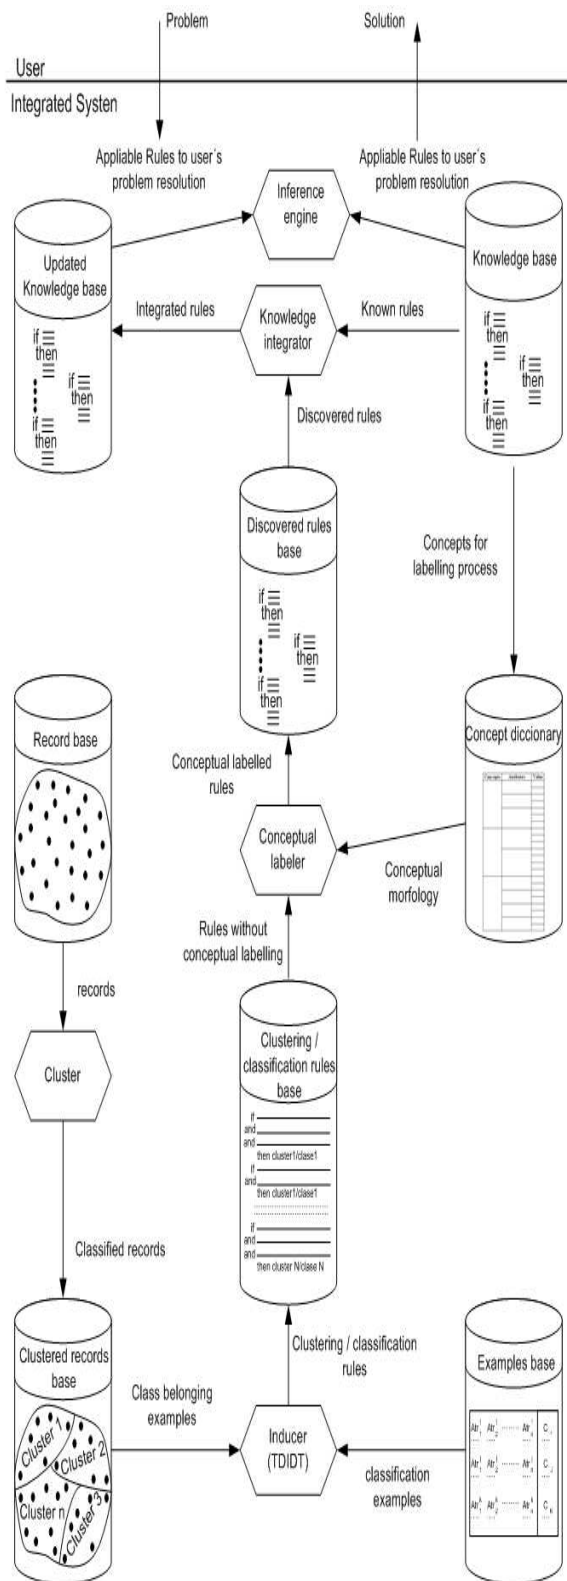 Problem
Solution
User
Integrated Systen
Appliable Rules to user´s
problem resolution
Appliable Rules to user´s
problem resolution
Inference
engine
Updated
Knowledge base
Knowledge base
Integrated rules
Knowledge
integrator
Known rules
if
then
if
then
if
then
if
then
if
then
if
then
Discovered rules
Discovered rules
base
Concepts for
labelling process
if
then
if
then
if
then
Record base
Concept diccionary
Conceptual labelled
rules
Conceptual
labeler
Conceptual
morfology
Rules without
conceptual labelling
records
Cluster
Clustering /
classification rules
base
if
and
and
then cluster1/clase1
if
and
then cluster1/clase1
if
and
and
then cluster N/clase N
Classified records
Clustering / classification
rules
Clustered records
base
Examples base
Class belonging
examples
Inducer
(TDIDT)
classification
examples
Cluster 1
Cluster 2
Cluster n
Cluster 3